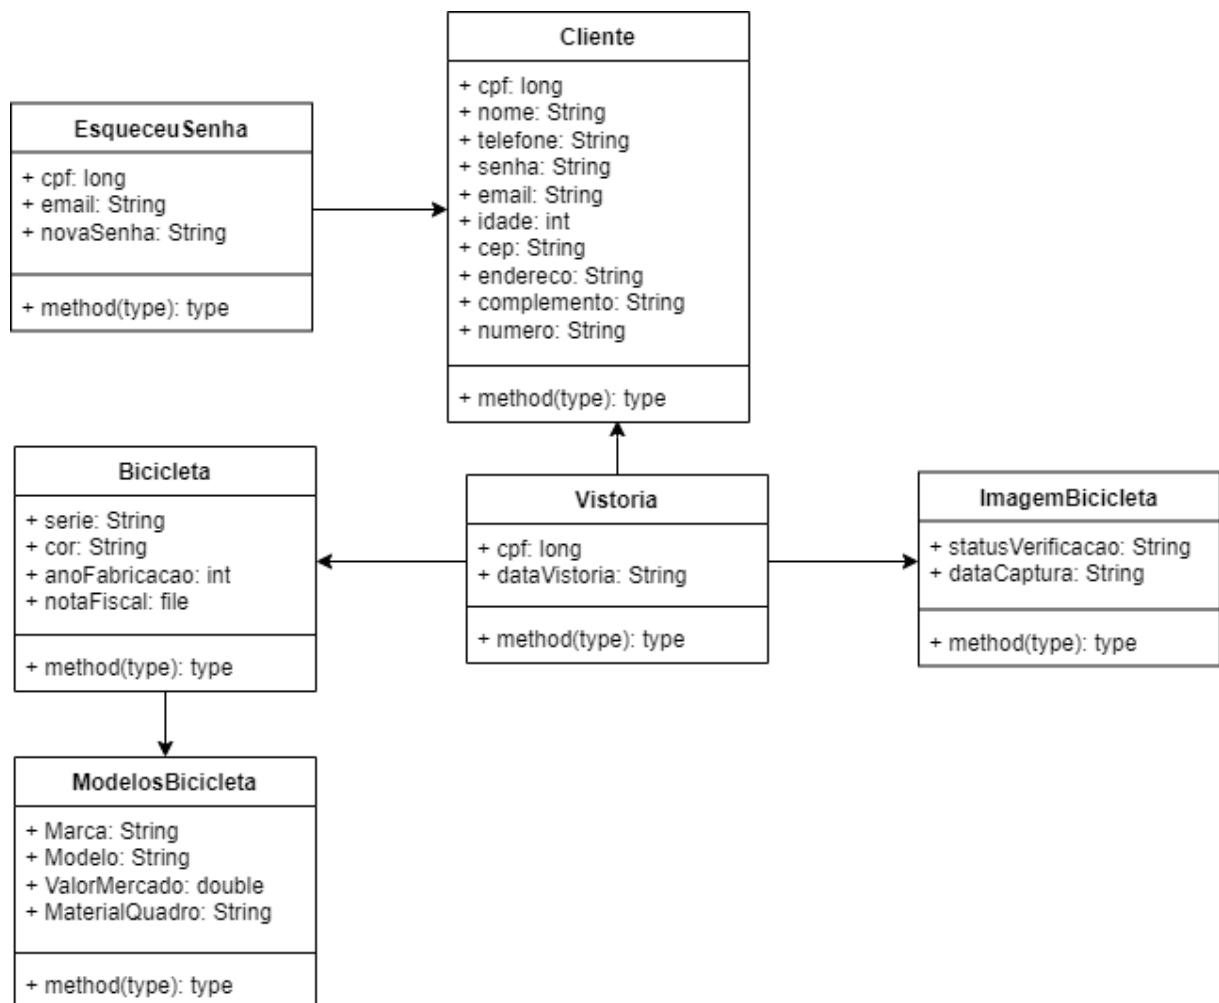 Cliente
+ cpf: long
+ nome: String
+ telefone: String
+ senha: String
+ email: String
+ idade: int
+ cep: String
+ endereco: String
+ complemento: String
+ numero: String
+ method(type): type
EsqueceuSenha
+ cpf: long
+ email: String
+ novaSenha: String
+ method(type): type
Bicicleta
+ serie: String
+ cor: String
+ anoFabricacao: int
+ notaFiscal: file
+ method(type): type
Vistoria
+ cpf: long
+ dataVistoria: String
+ method(type): type
ImagemBicicleta
+ statusVerificacao: String
+ dataCaptura: String
+ method(type): type
ModelosBicicleta
+ Marca: String
+ Modelo: String
+ ValorMercado: double
+ MaterialQuadro: String
+ method(type): type